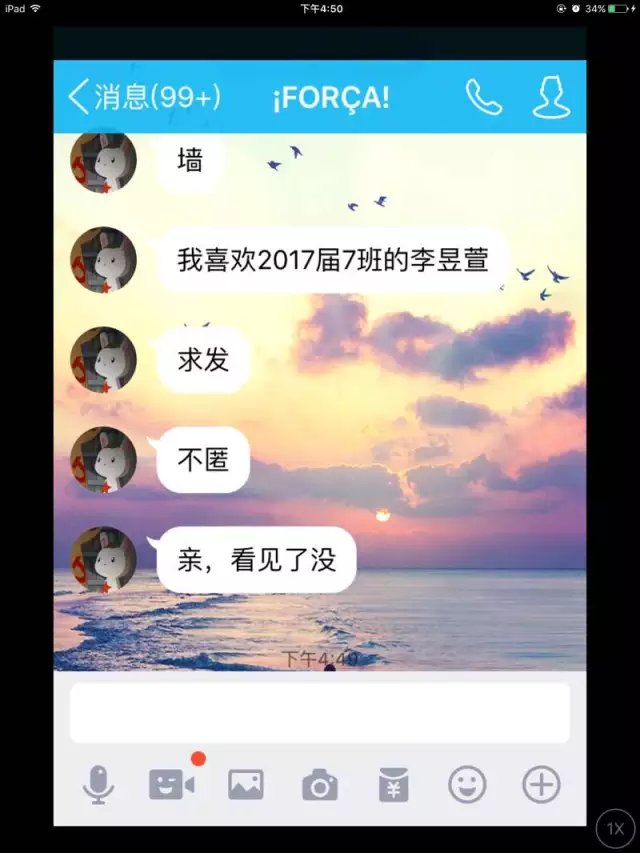 iPad 下午4:50 34%
消息(99+) ¡FORÇA!
墙
我喜欢2017届7班的李昱萱
求发
不匿
亲，看见了没
下午4:49
¥
1X